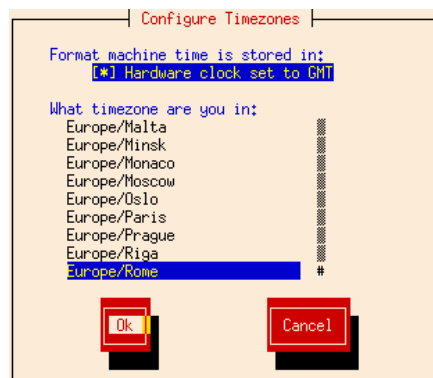 Configure Timezones
Format machine time is stored in:
[*] Hardware clock set to GMT
What timezone are you in:
Europe/Malta
Europe/Minsk
Europe/Monaco
Europe/Moscow
Europe/Oslo
Europe/Paris
Europe/Prague
Europe/Riga
Europe/Rome #
Ok Cancel